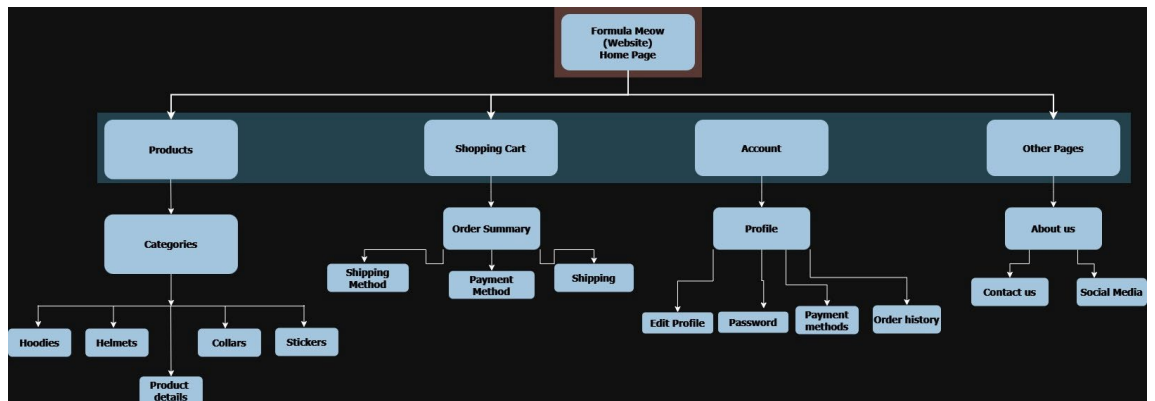 Formula Meow
(Website)
Home Page
Products
Shopping Cart
Account
Other Pages
Categories
Order Summary
Profile
About us
Shipping
Method
Payment
Method
Shipping
Contact us
Social Media
Edit Profile
Password
Payment
methods
Order history
Hoodies
Helmets
Collars
Stickers
Product
details